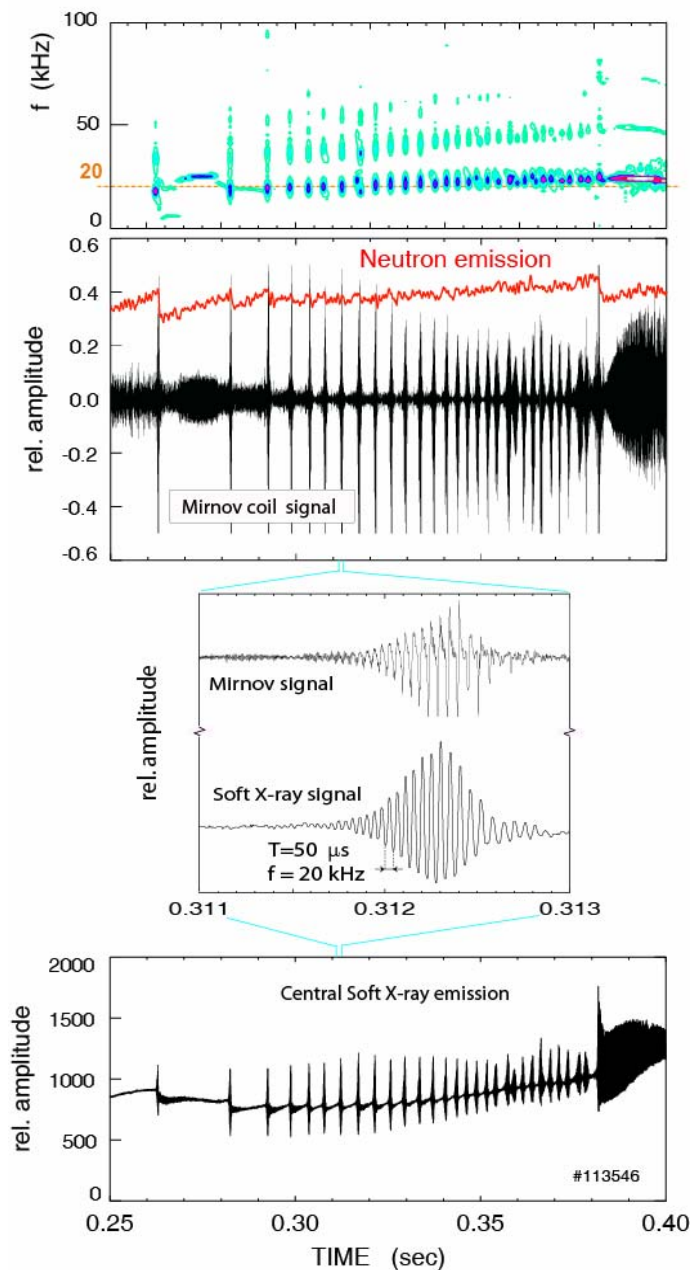 100
f (kHz)
50
20
0
0.6
Neutron emission
0.4
0.2
rel. amplitude
0.0
-0.2
-0.4
Mirnov coil signal
-0.6
Mirnov signal
rel.amplitude
Soft X-ray signal
T=50 μs
f = 20 kHz
0.311 0.312 0.313
2000
Central Soft X-ray emission
1500
rel. amplitude
1000
500
#113546
0
0.25 0.30 0.35 0.40
TIME (sec)